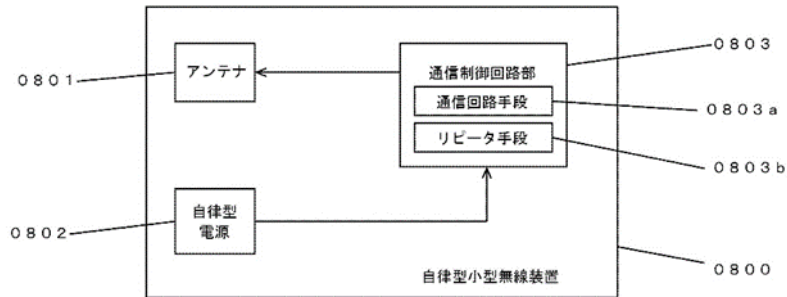 アンテナ
通信制御回路部
通信回路手段
リピータ手段
自律型
電源
自律型小型無線装置
０８０１
０８０２
０８０３
０８０３ａ
０８０３ｂ
０８００